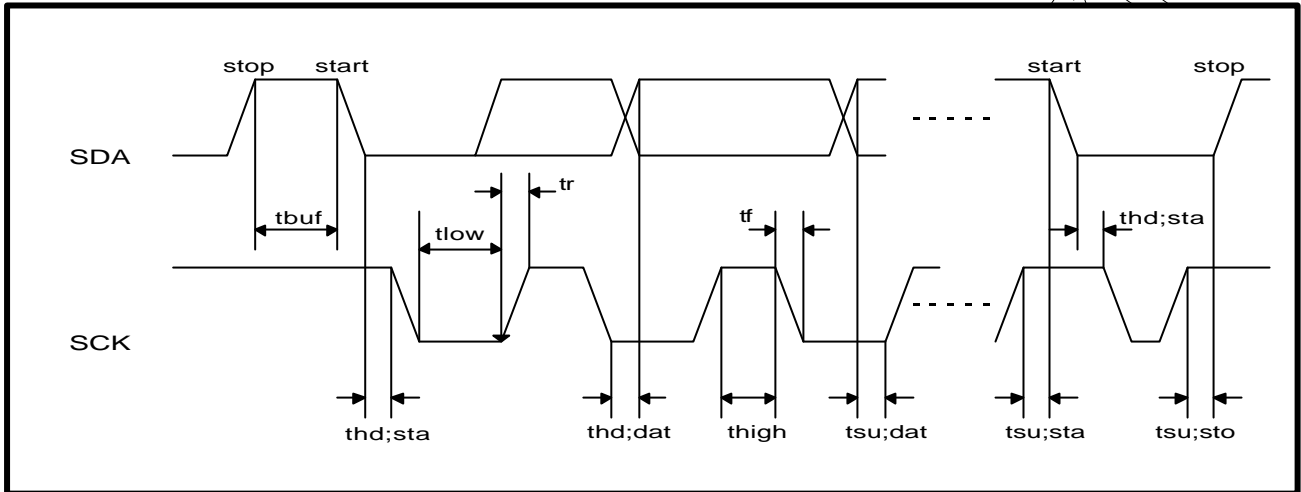 stop start start stop
SDA
tr
tbuf tf thd;sta
tlow
SCK
thd;sta thd;dat thigh tsu;dat tsu;sta tsu;sto